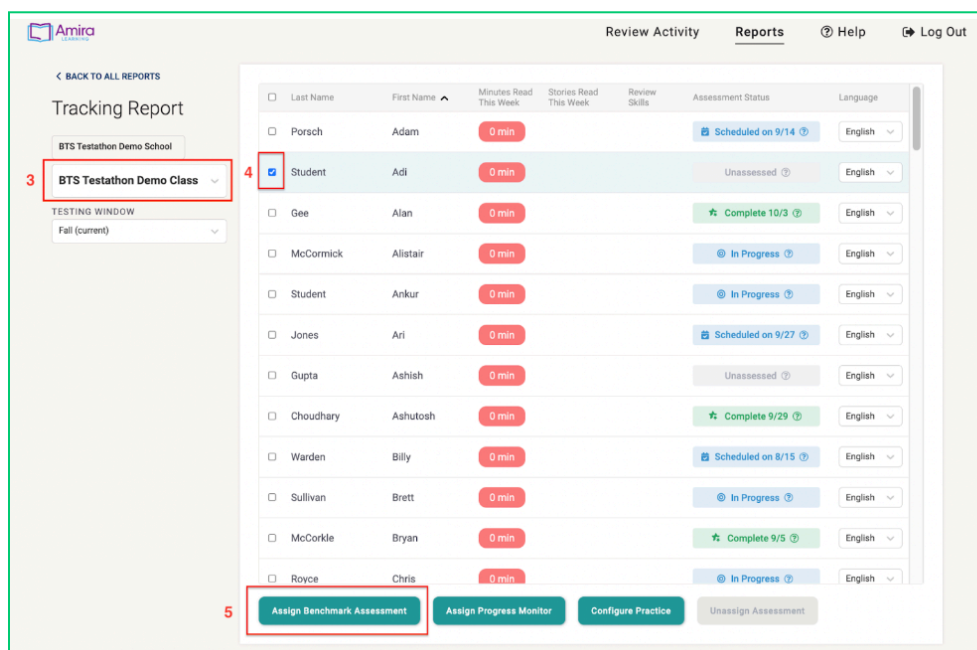 Amira
LEARNING
Review Activity Reports Help Log Out
BACK TO ALL REPORTS
Tracking Report
BTS Testathon Demo School
3 BTS Testathon Demo Class
TESTING WINDOW
Fall (current)
Last Name First Name Minutes Read This Week Stories Read This Week Review Skills Assessment Status Language
Porsch Adam 0 min Scheduled on 9/14 English
4 Student Adi 0 min Unassessed English
Gee Alan 0 min Complete 10/3 English
McCormick Alistair 0 min In Progress English
Student Ankur 0 min In Progress English
Jones Ari 0 min Scheduled on 9/27 English
Gupta Ashish 0 min Unassessed English
Choudhary Ashutosh 0 min Complete 9/29 English
Warden Billy 0 min Scheduled on 8/15 English
Sullivan Brett 0 min In Progress English
McCorkle Bryan 0 min Complete 9/5 English
Royce Chris 0 min In Progress English
5 Assign Benchmark Assessment Assign Progress Monitor Configure Practice Unassign Assessment